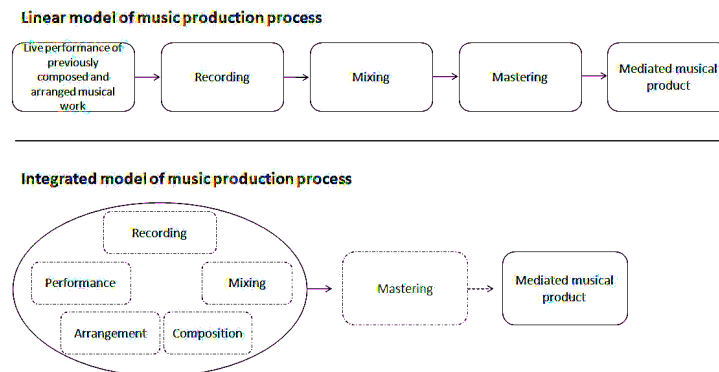 Linear model of music production process
Live performance of
previously
composed and
arranged musical
work
Recording
Mixing
Mastering
Mediated musical
product
Integrated model of music production process
Recording
Performance
Mixing
Arrangement
Composition
Mastering
Mediated musical
product